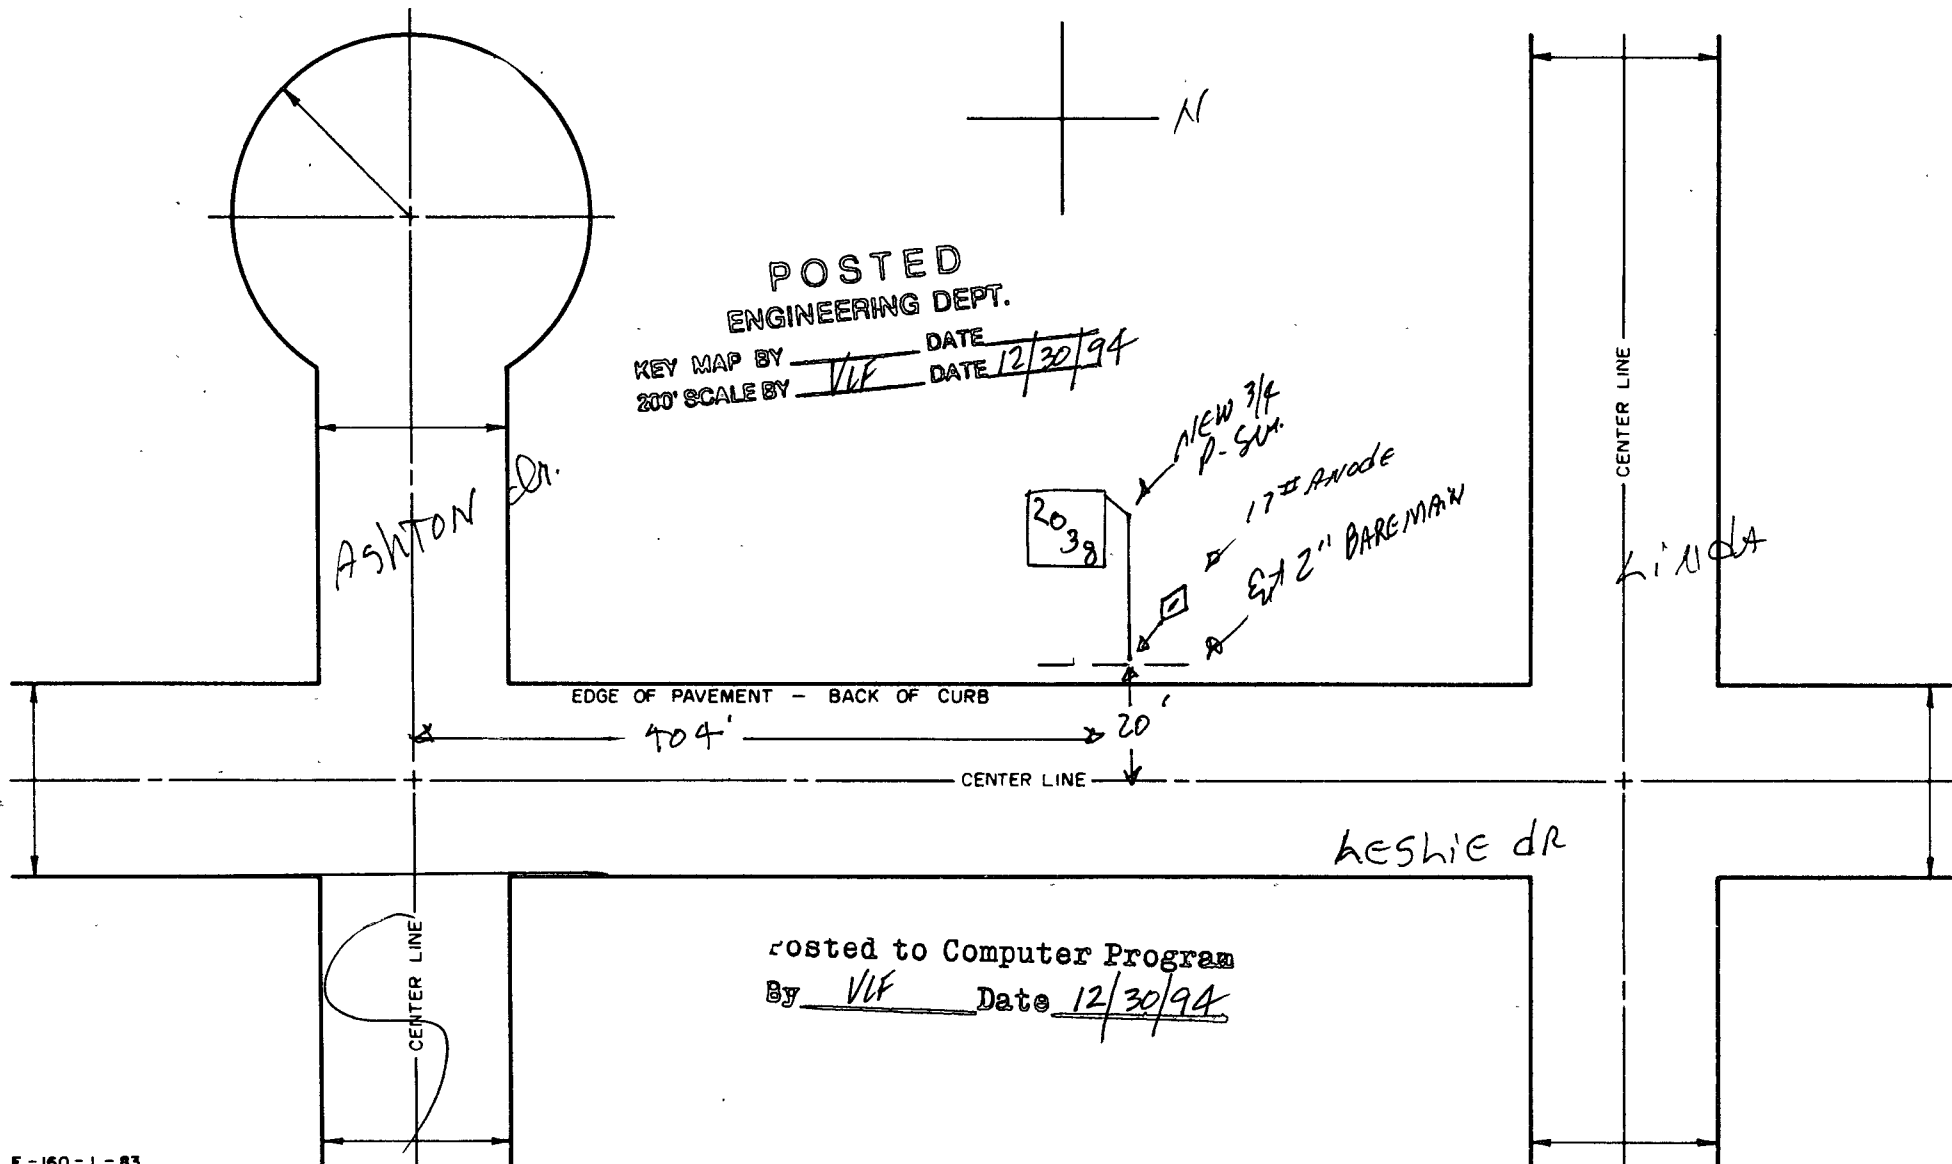 N
POSTED
ENGINEERING DEPT.
KEY MAP BY DATE
200' SCALE BY VLF DATE 12/30/94
CENTER LINE
NEW 3/4
P-
17# ANODE
2" BARE MAIN
2038
ASHTON Dr.
LiNdA
EDGE OF PAVEMENT - BACK OF CURB
404'
20'
CENTER LINE
LESLiE dR
CENTER LINE
Posted to Computer Program
By VLF Date 12/30/94
E-160-1-83